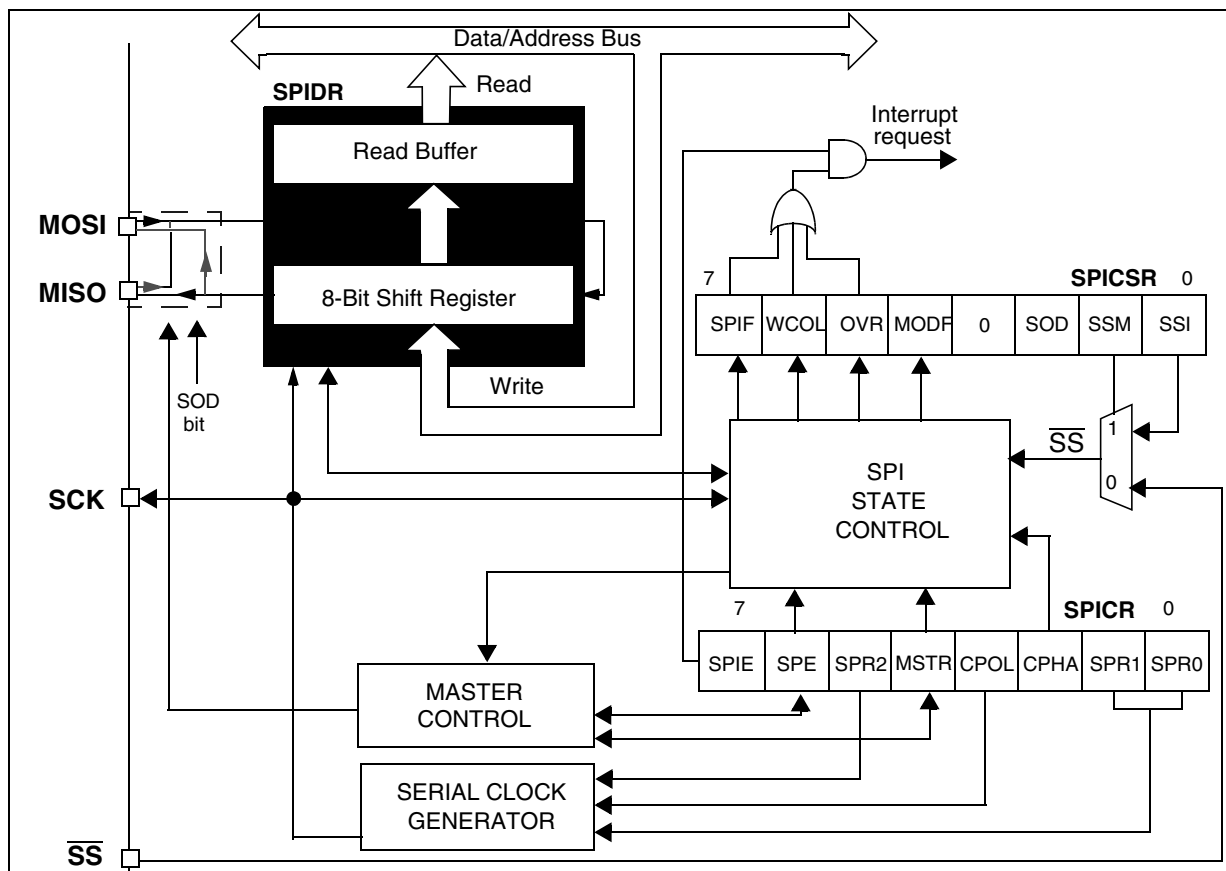 Data/Address Bus
SPIDR
Read
Read Buffer
Interrupt
request
MOSI
MISO
8-Bit Shift Register
7
SPICSR
0
SPIF
WCOL
OVR
MODF
0
SOD
SSM
SSI
Write
SOD
bit
SS
1
0
SCK
SPI
STATE
CONTROL
7
SPICR
0
SPIE
SPE
SPR2
MSTR
CPOL
CPHA
SPR1
SPR0
MASTER
CONTROL
SERIAL CLOCK
GENERATOR
SS